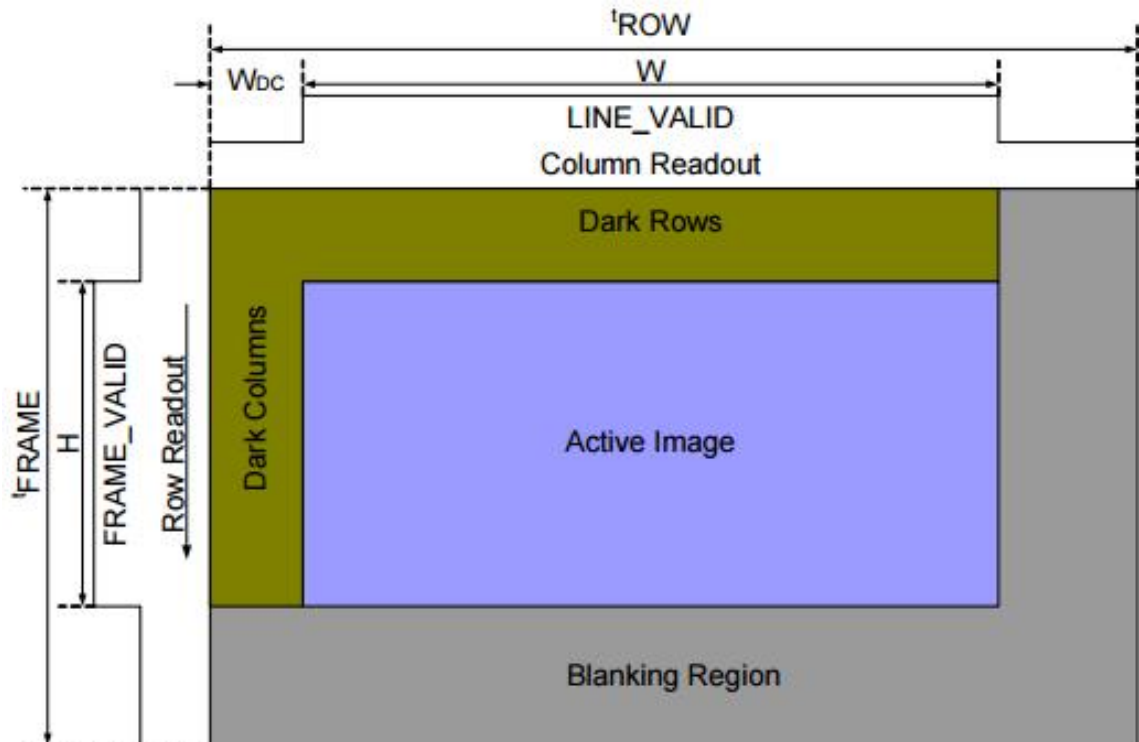 tROW
WDC
W
LINE_VALID
Column Readout
Dark Rows
tFRAME
H
FRAME_VALID
Row Readout
Dark Columns
Active Image
Blanking Region